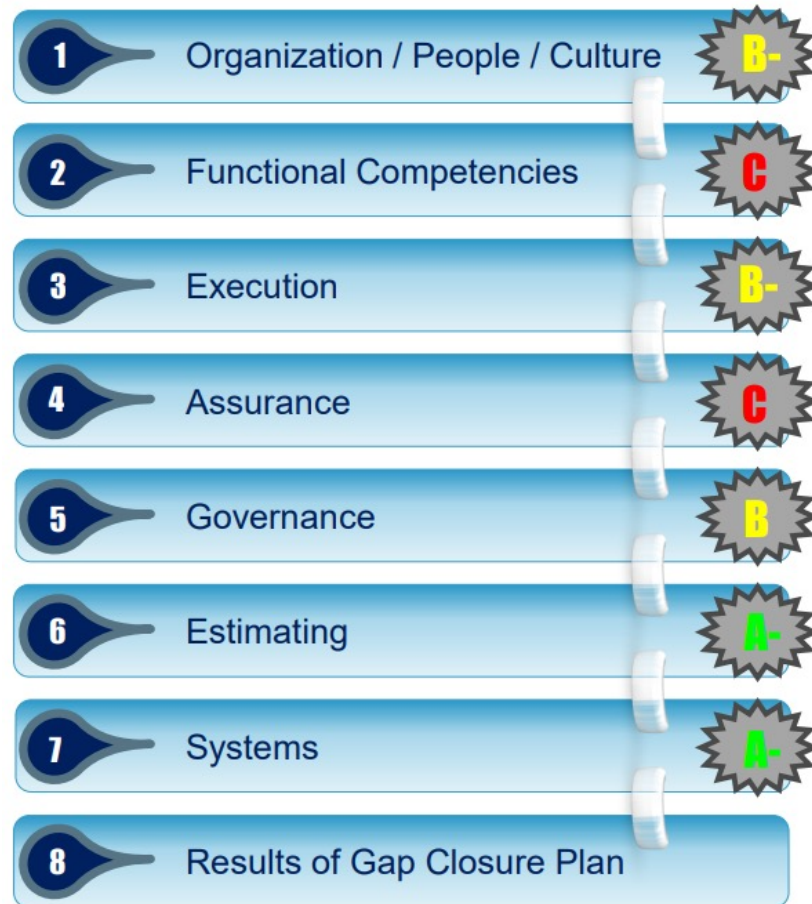 1 Organization / People / Culture B-
2 Functional Competencies C
3 Execution B-
4 Assurance C
5 Governance B
6 Estimating A-
7 Systems A-
8 Results of Gap Closure Plan